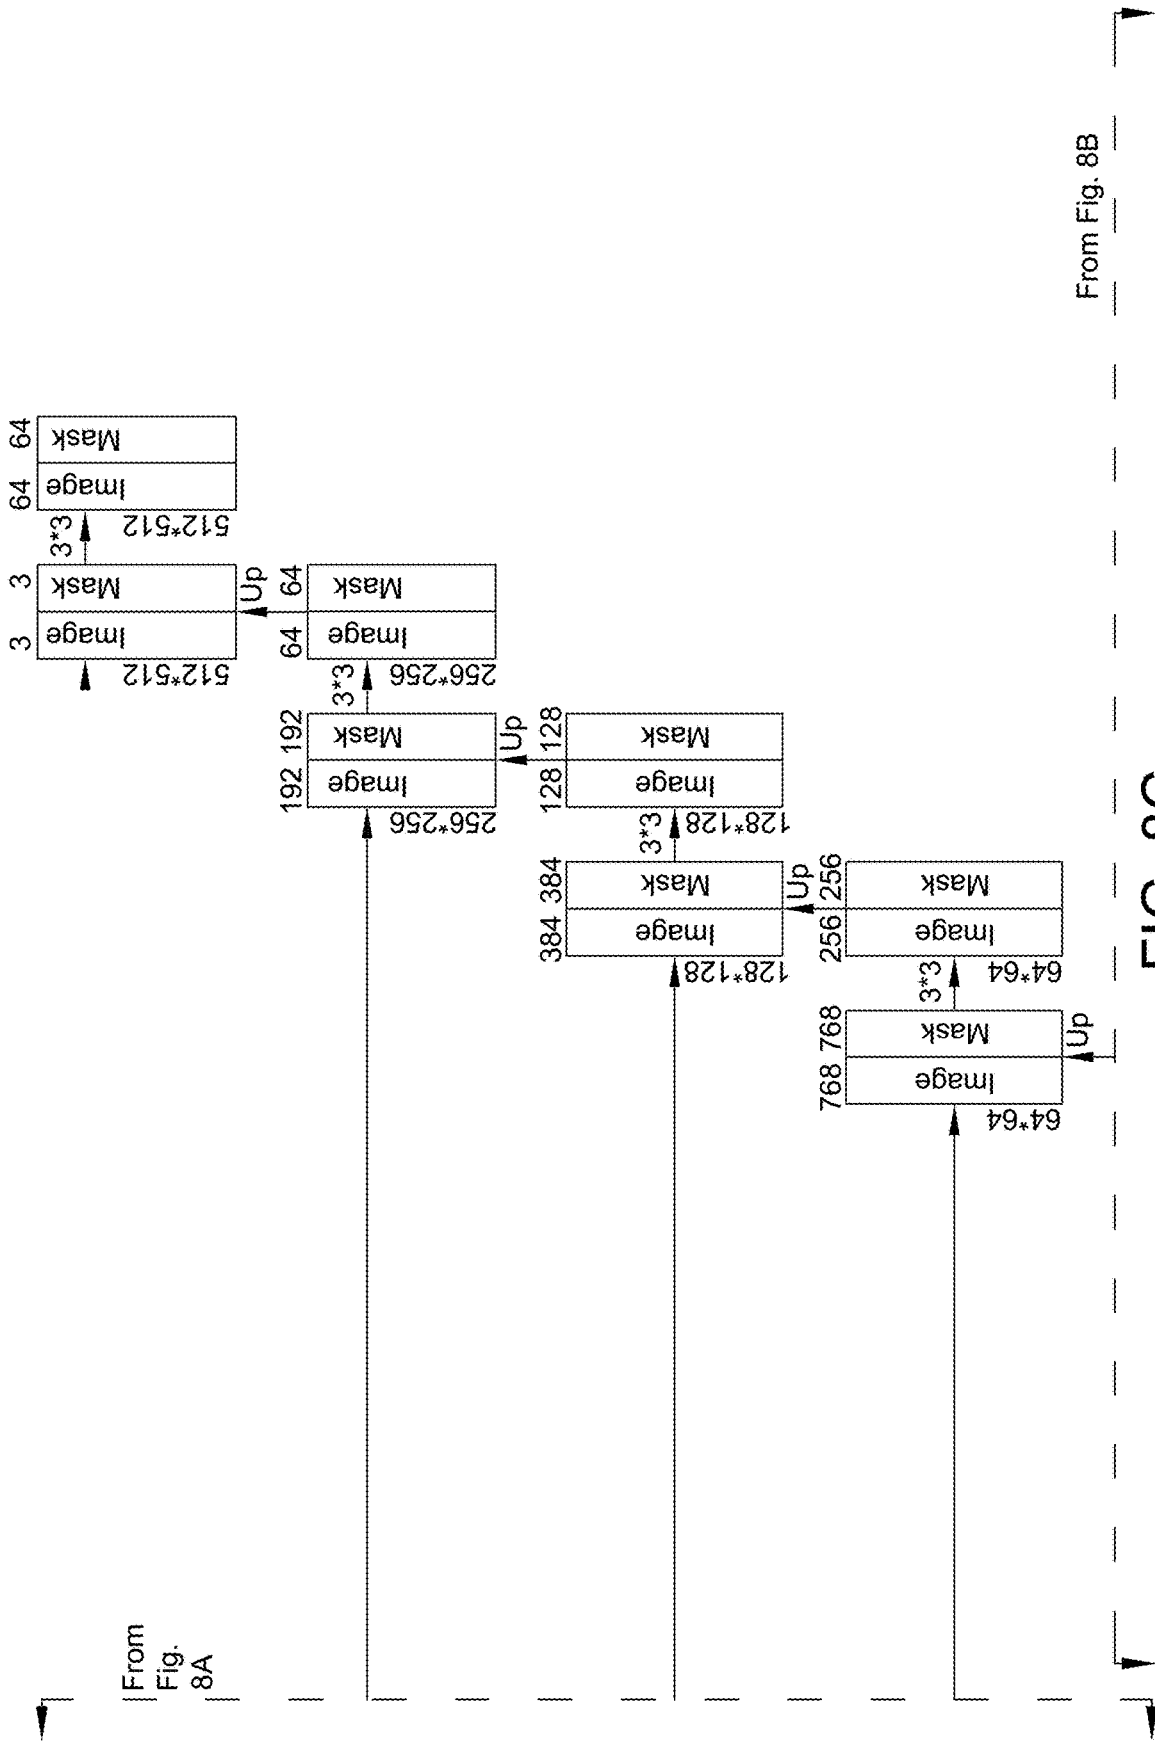 3 3 64 64
Image Mask 3*3 Image Mask
512*512 512*512
Up
192 192 64 64
Image Mask 3*3 Image Mask
256*256 256*256
Up
384 384 128 128
Image Mask 3*3 Image Mask
128*128 128*128
Up
768 768 256 256
Image Mask 3*3 Image Mask
64*64 64*64
Up
From
Fig.
8A
From Fig. 8B